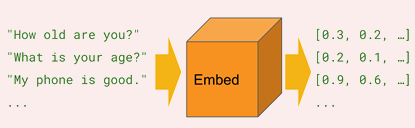 "How old are you?"
"What is your age?"
"My phone is good."
...
Embed
[0.3, 0.2, …]
[0.2, 0.1, …]
[0.9, 0.6, …]
...